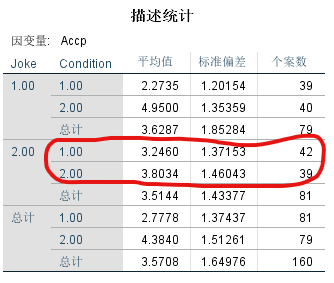 描述统计
因变量: Accp
Joke Condition 平均值 标准偏差 个案数
1.00 1.00 2.2735 1.20154 39
2.00 4.9500 1.35359 40
总计 3.6287 1.85284 79
2.00 1.00 3.2460 1.37153 42
2.00 3.8034 1.46043 39
总计 3.5144 1.43377 81
总计 1.00 2.7778 1.37437 81
2.00 4.3840 1.51261 79
总计 3.5708 1.64976 160